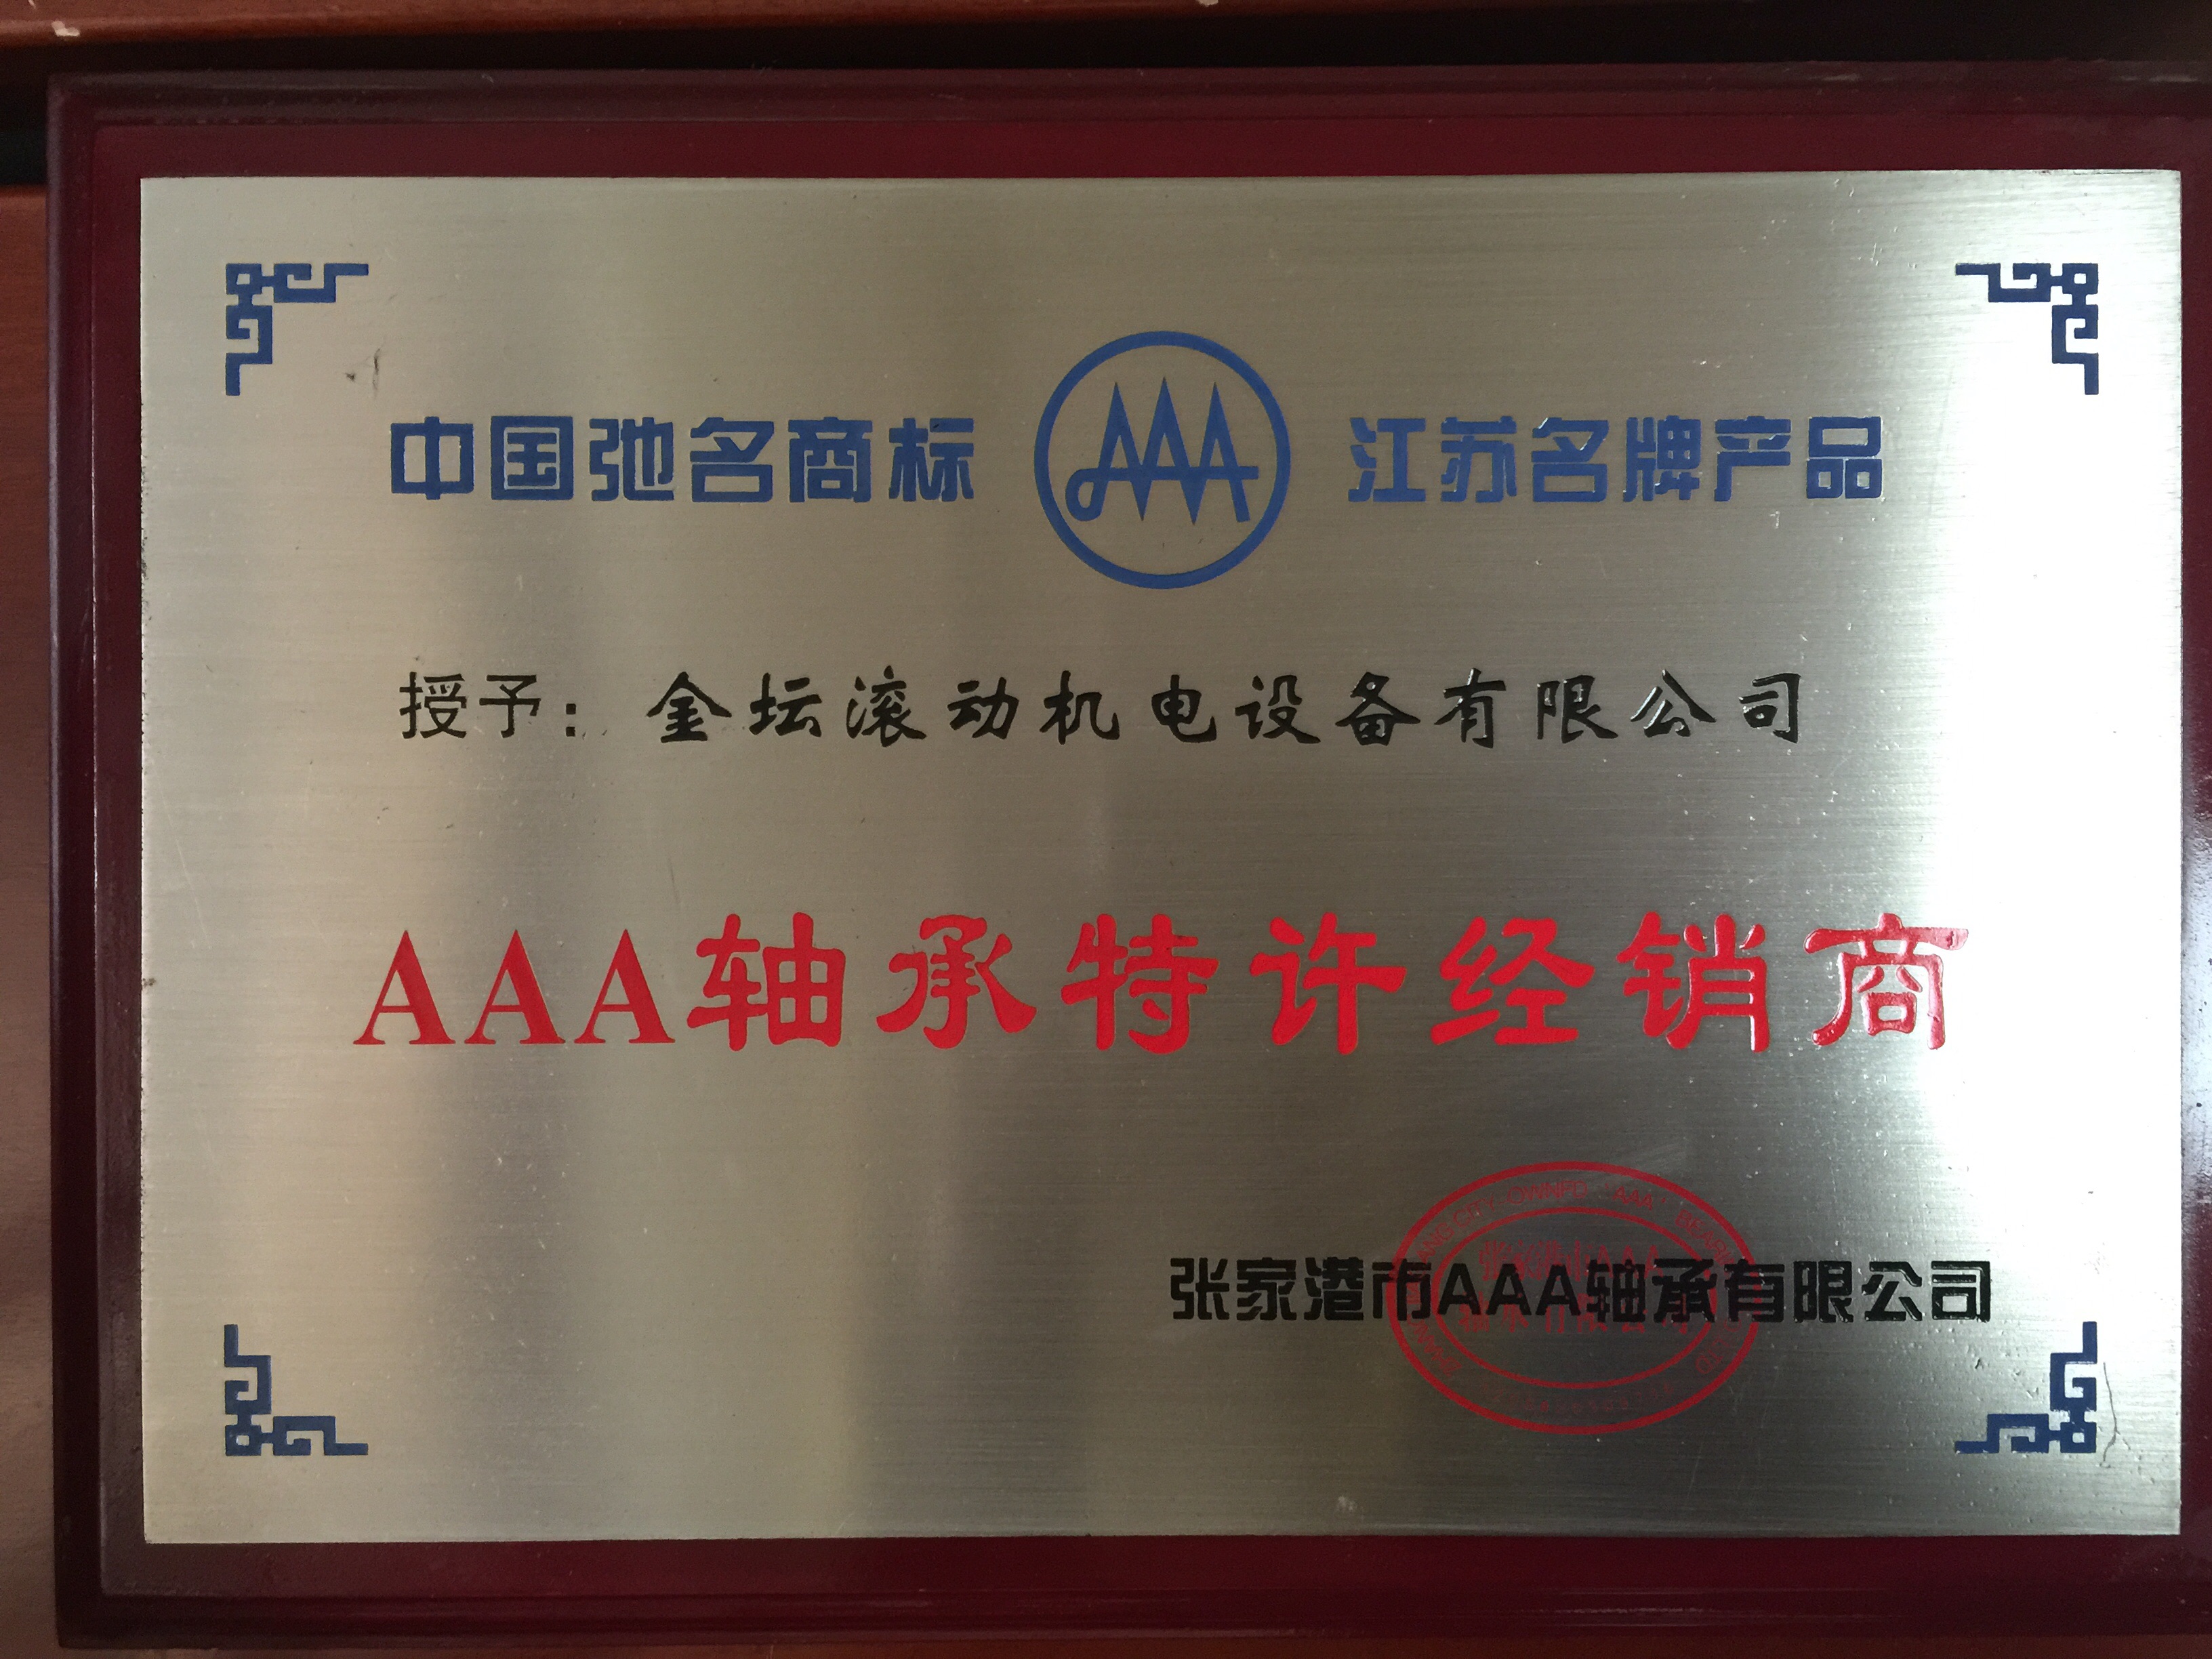 中国弛名商标 AAA 江苏名牌产品
授予：金坛滚动机电设备有限公司
AAA轴承特许经销商
张家港市AAA轴承有限公司